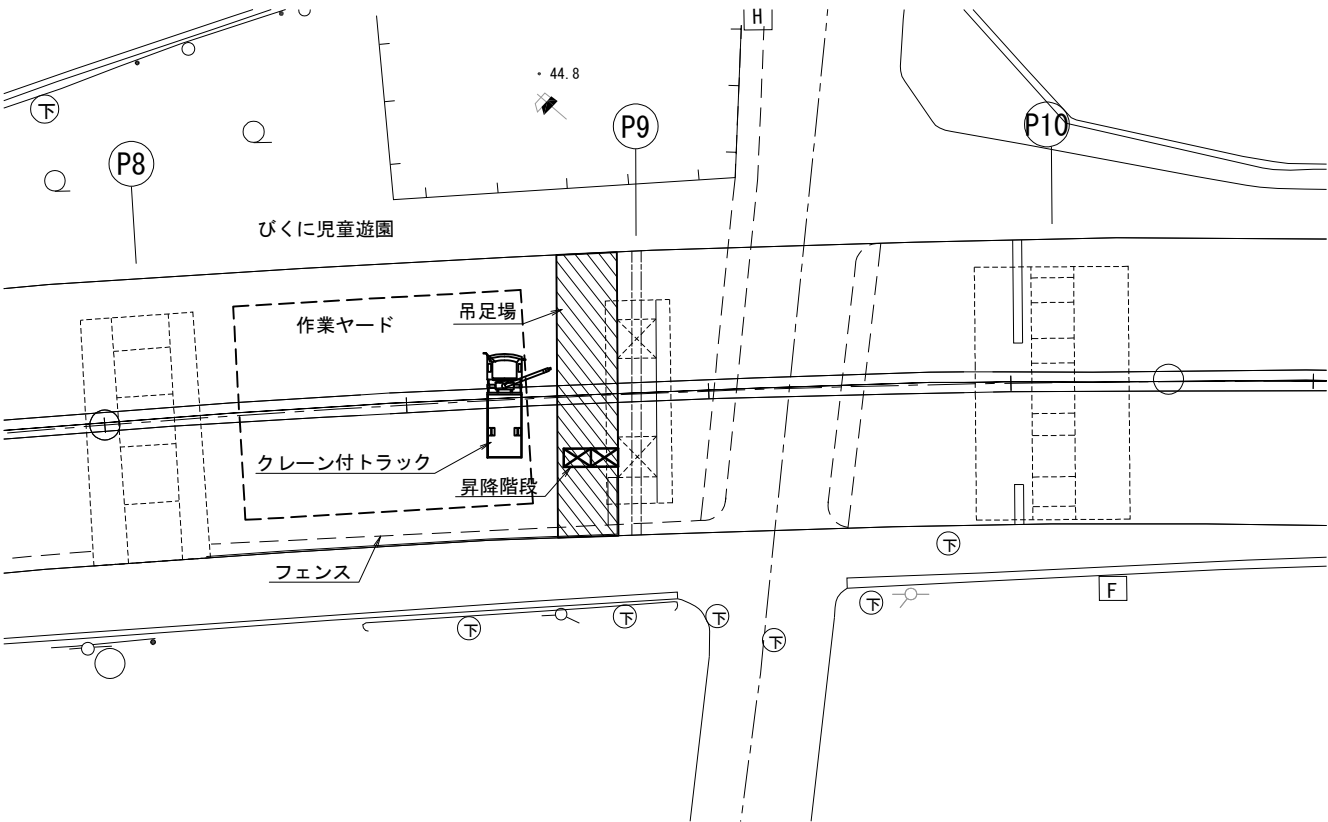 H
44.8
下
P8
P9
P10
びくに児童遊園
作業ヤード
吊足場
クレーン付トラック
昇降階段
フェンス
下
下
F
下
下
下
下